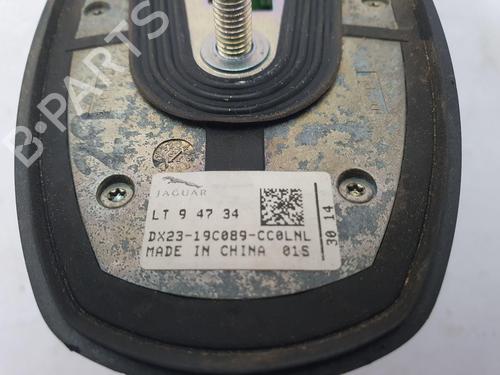 B-PARTS
JAGUAR
LT 9 47 34
DX23-19C089-CC0LNL
MADE IN CHINA 01S
30 14